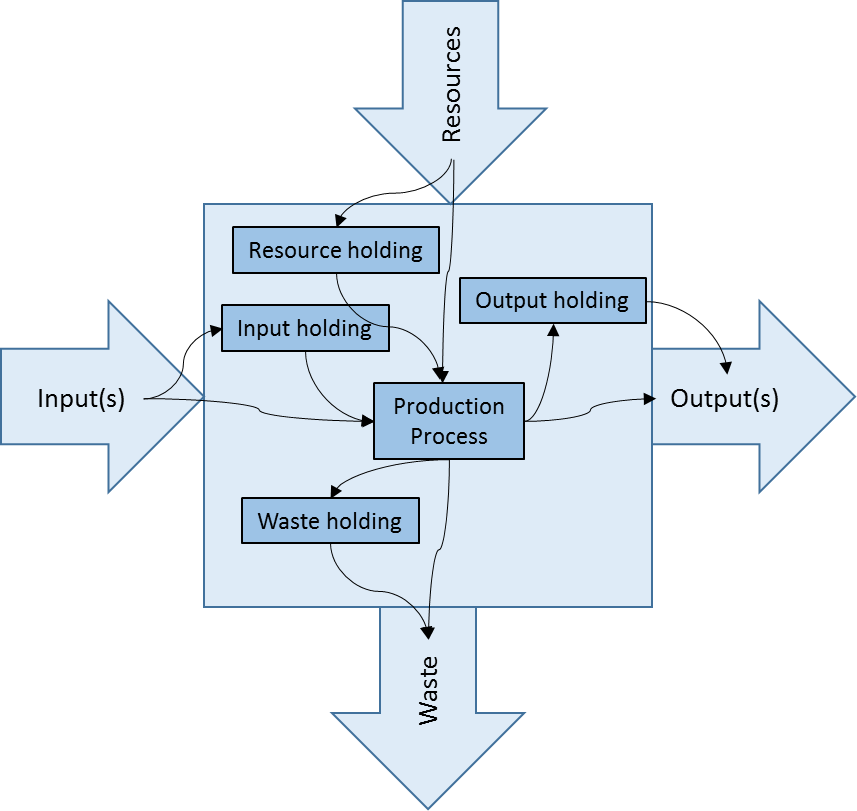 Resources
Resource holding
Output holding
Input holding
Input(s)
Production
Process
Output(s)
Waste holding
Waste